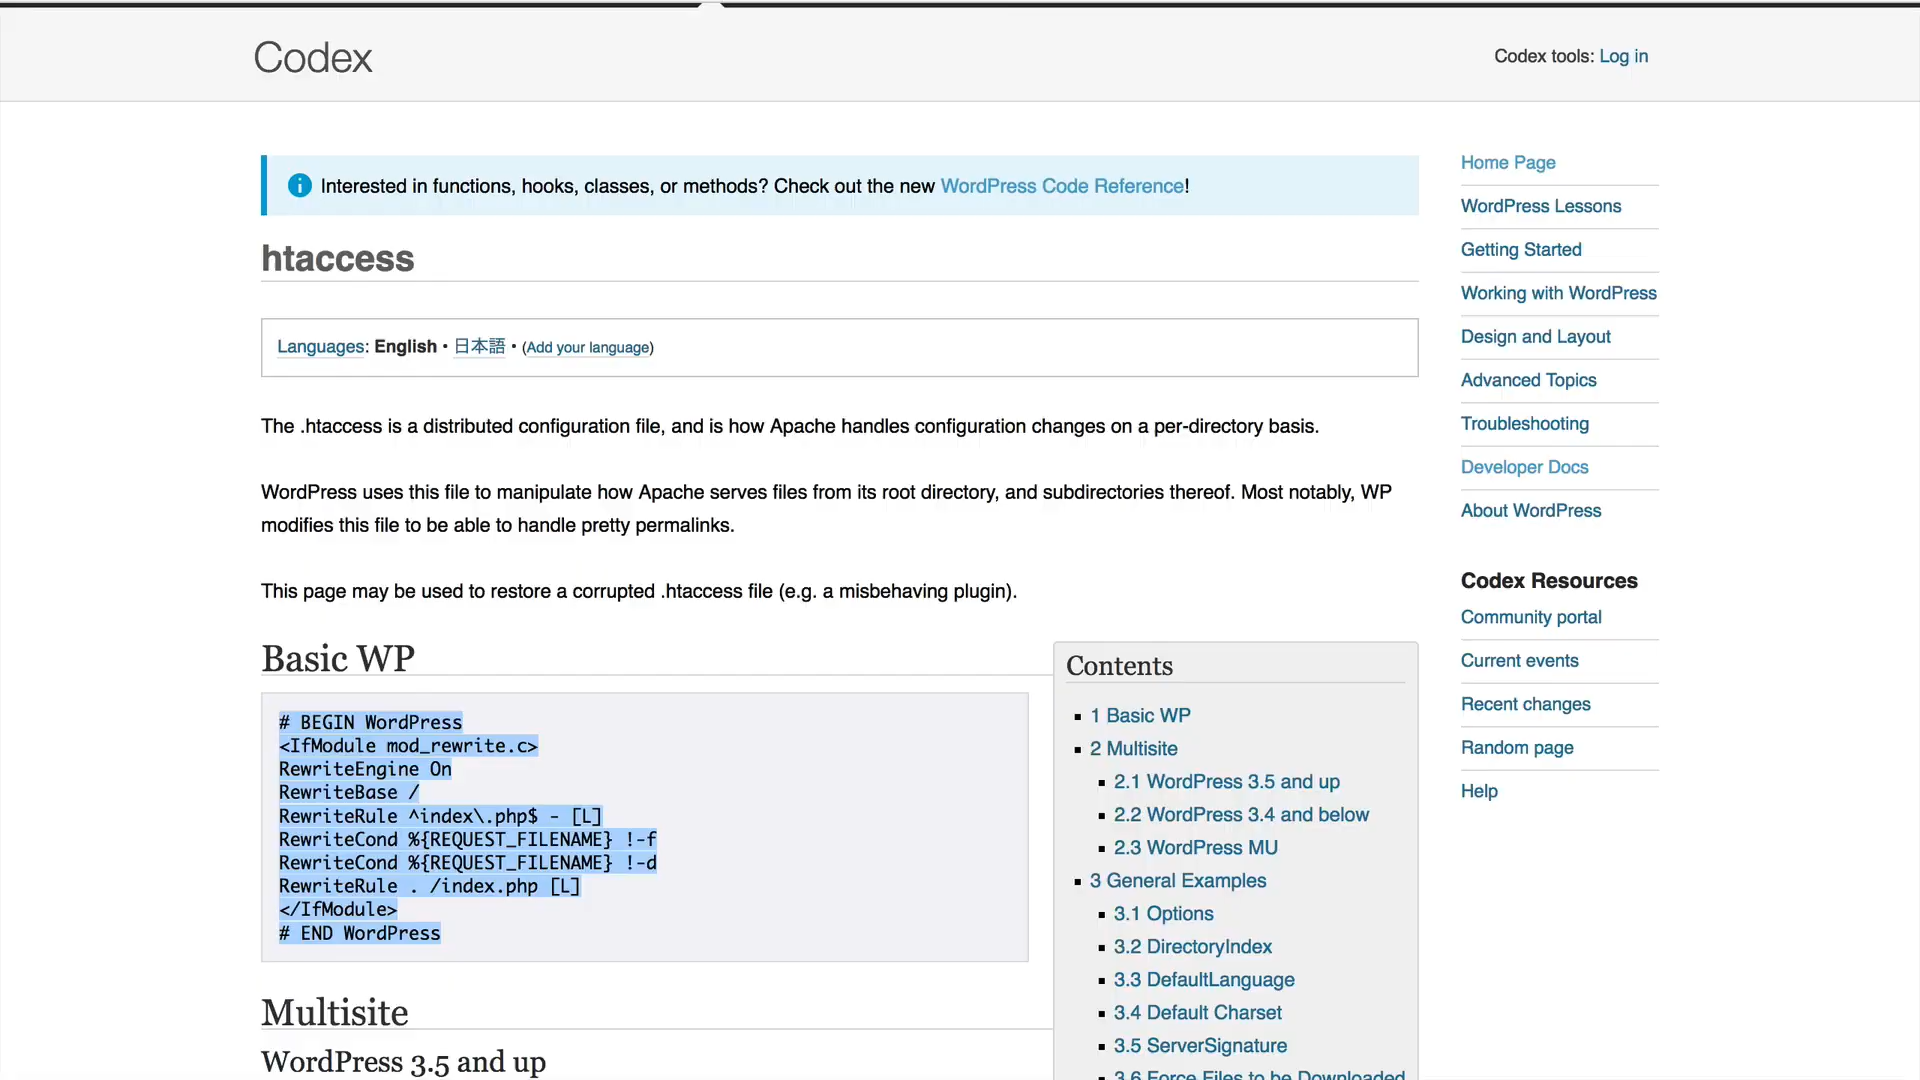 Codex
Codex tools: Log in
Interested in functions, hooks, classes, or methods? Check out the new WordPress Code Reference!
htaccess
Languages: English • 日本語 • (Add your language)
The .htaccess is a distributed configuration file, and is how Apache handles configuration changes on a per-directory basis.
WordPress uses this file to manipulate how Apache serves files from its root directory, and subdirectories thereof. Most notably, WP
modifies this file to be able to handle pretty permalinks.
This page may be used to restore a corrupted .htaccess file (e.g. a misbehaving plugin).
Basic WP
# BEGIN WordPress
<IfModule mod_rewrite.c>
RewriteEngine On
RewriteBase /
RewriteRule ^index\.php$ - [L]
RewriteCond %{REQUEST_FILENAME} !-f
RewriteCond %{REQUEST_FILENAME} !-d
RewriteRule . /index.php [L]
</IfModule>
# END WordPress
Multisite
WordPress 3.5 and up
Contents
1 Basic WP
2 Multisite
2.1 WordPress 3.5 and up
2.2 WordPress 3.4 and below
2.3 WordPress MU
3 General Examples
3.1 Options
3.2 DirectoryIndex
3.3 DefaultLanguage
3.4 Default Charset
3.5 ServerSignature
3.6 Force Files to be Downloaded
Home Page
WordPress Lessons
Getting Started
Working with WordPress
Design and Layout
Advanced Topics
Troubleshooting
Developer Docs
About WordPress
Codex Resources
Community portal
Current events
Recent changes
Random page
Help